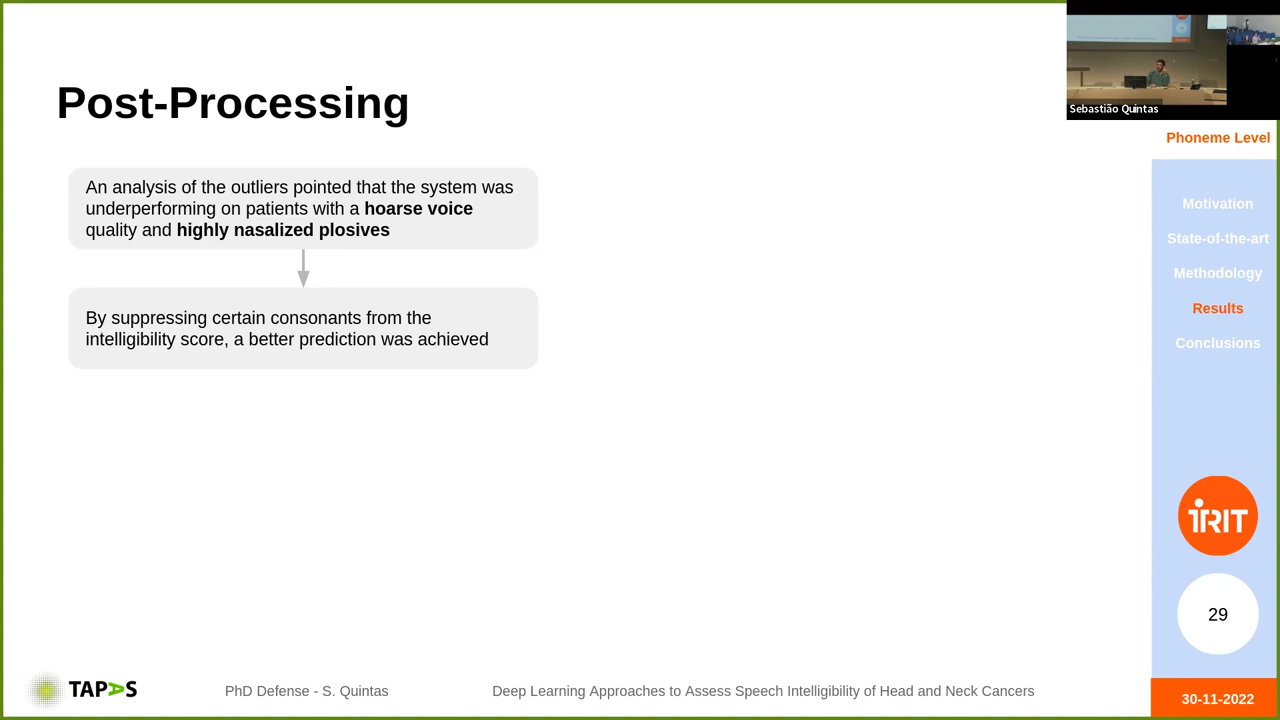 Post-Processing
An analysis of the outliers pointed that the system was
underperforming on patients with a hoarse voice
quality and highly nasalized plosives
By suppressing certain consonants from the
intelligibility score, a better prediction was achieved
Sebastião Quintas
Phoneme Level
Motivation
State-of-the-art
Methodology
Results
Conclusions
iRIT
29
TAPAS
PhD Defense - S. Quintas
Deep Learning Approaches to Assess Speech Intelligibility of Head and Neck Cancers
30-11-2022